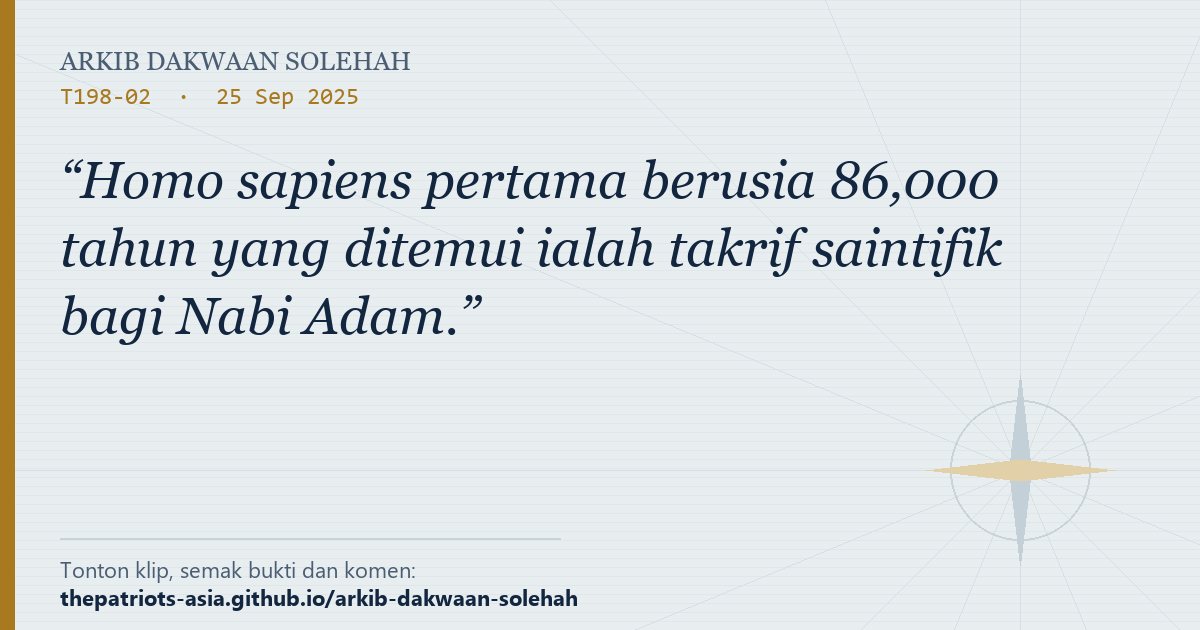 ARKIB DAKWAAN SOLEHAH
T198-02 · 25 Sep 2025
“Homo sapiens pertama berusia 86,000
tahun yang ditemui ialah takrif saintifik
bagi Nabi Adam.”
Tonton klip, semak bukti dan komen:
thepatriots-asia.github.io/arkib-dakwaan-solehah